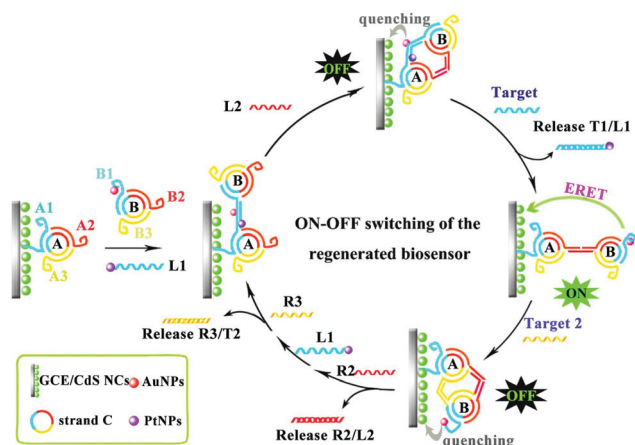 quenching
B
OFF
A
L2
Target
Release T1/L1
B1
B2
B
B3
A1
A2
A
A3
L1
B
A
ON-OFF switching of the
regenerated biosensor
ERET
A
B
ON
Target 2
R3
Release R3/T2
L1
R2
Release R2/L2
A
B
OFF
quenching
GCE/CdS NCs
AuNPs
strand C
PtNPs